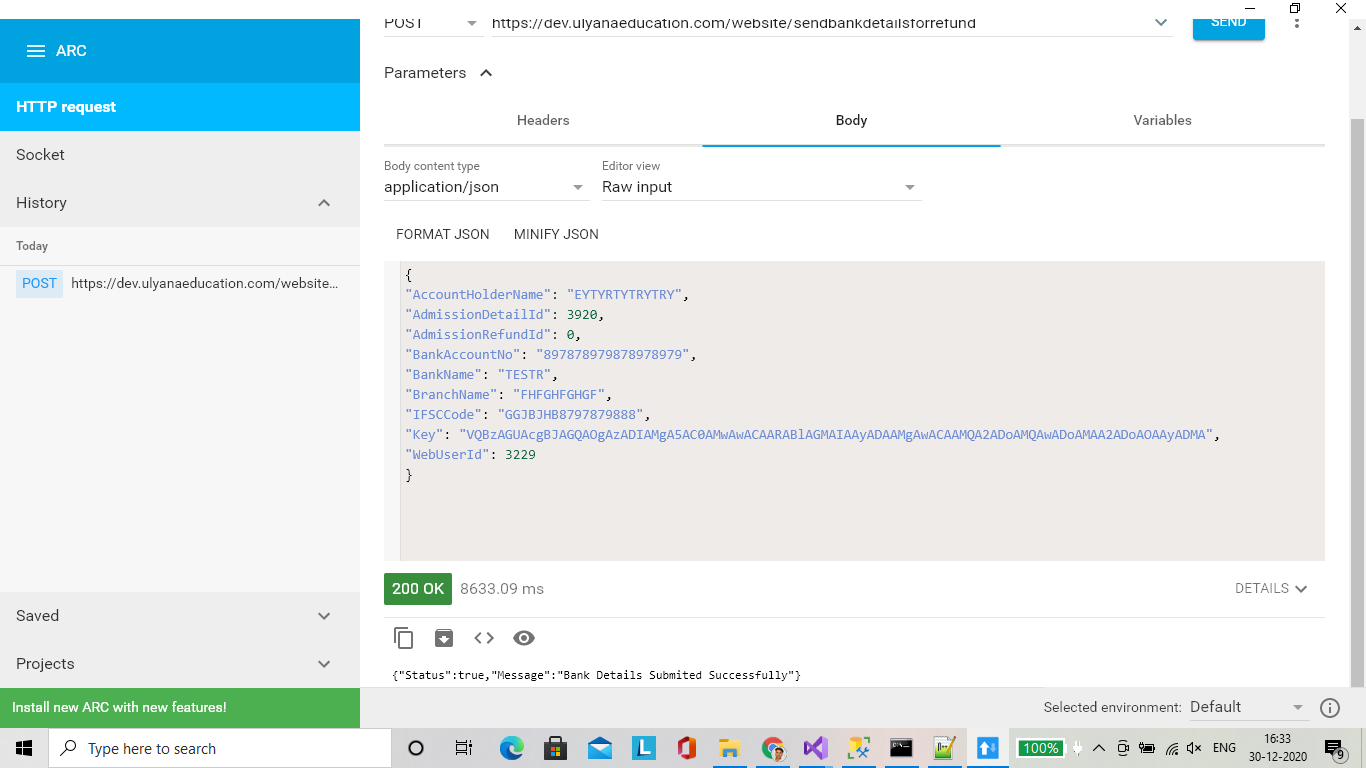 POST
https://dev.ulyanaeducation.com/website/sendbankdetailsforrefund
SEND
ARC
Parameters
HTTP request
Headers
Body
Variables
Socket
Body content type
Editor view
application/json
Raw input
History
FORMAT JSON
MINIFY JSON
Today
POST
https://dev.ulyanaeducation.com/website...
{
"AccountHolderName": "EYTYRTYTRYTRY",
"AdmissionDetailId": 3920,
"AdmissionRefundId": 0,
"BankAccountNo": "897878979878978979",
"BankName": "TESTR",
"BranchName": "FHFGHFGHGF",
"IFSCCode": "GGJBJHB8797879888",
"Key": "VQBzAGUAcgBJAGQAOgAzADIAMgA5AC0AMwAwACAARABlAGMAIAAyADAAMgAwACAAMQA2ADoAMQAwADoAMAA2ADoAOAAyADMA",
"WebUserId": 3229
}
200 OK
8633.09 ms
DETAILS
Saved
Projects
{"Status":true,"Message":"Bank Details Submited Successfully"}
Install new ARC with new features!
Selected environment:
Default
Type here to search
L
100%
ENG
16:33
30-12-2020
9